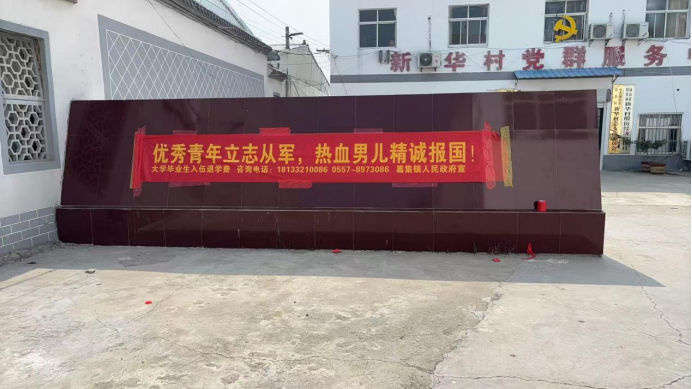 新华村党群服务中
优秀青年立志从军，热血男儿精诚报国！
大学毕业生入伍退学费 咨询电话：18133210086 0557-8973086 嘉集镇人民政府宣